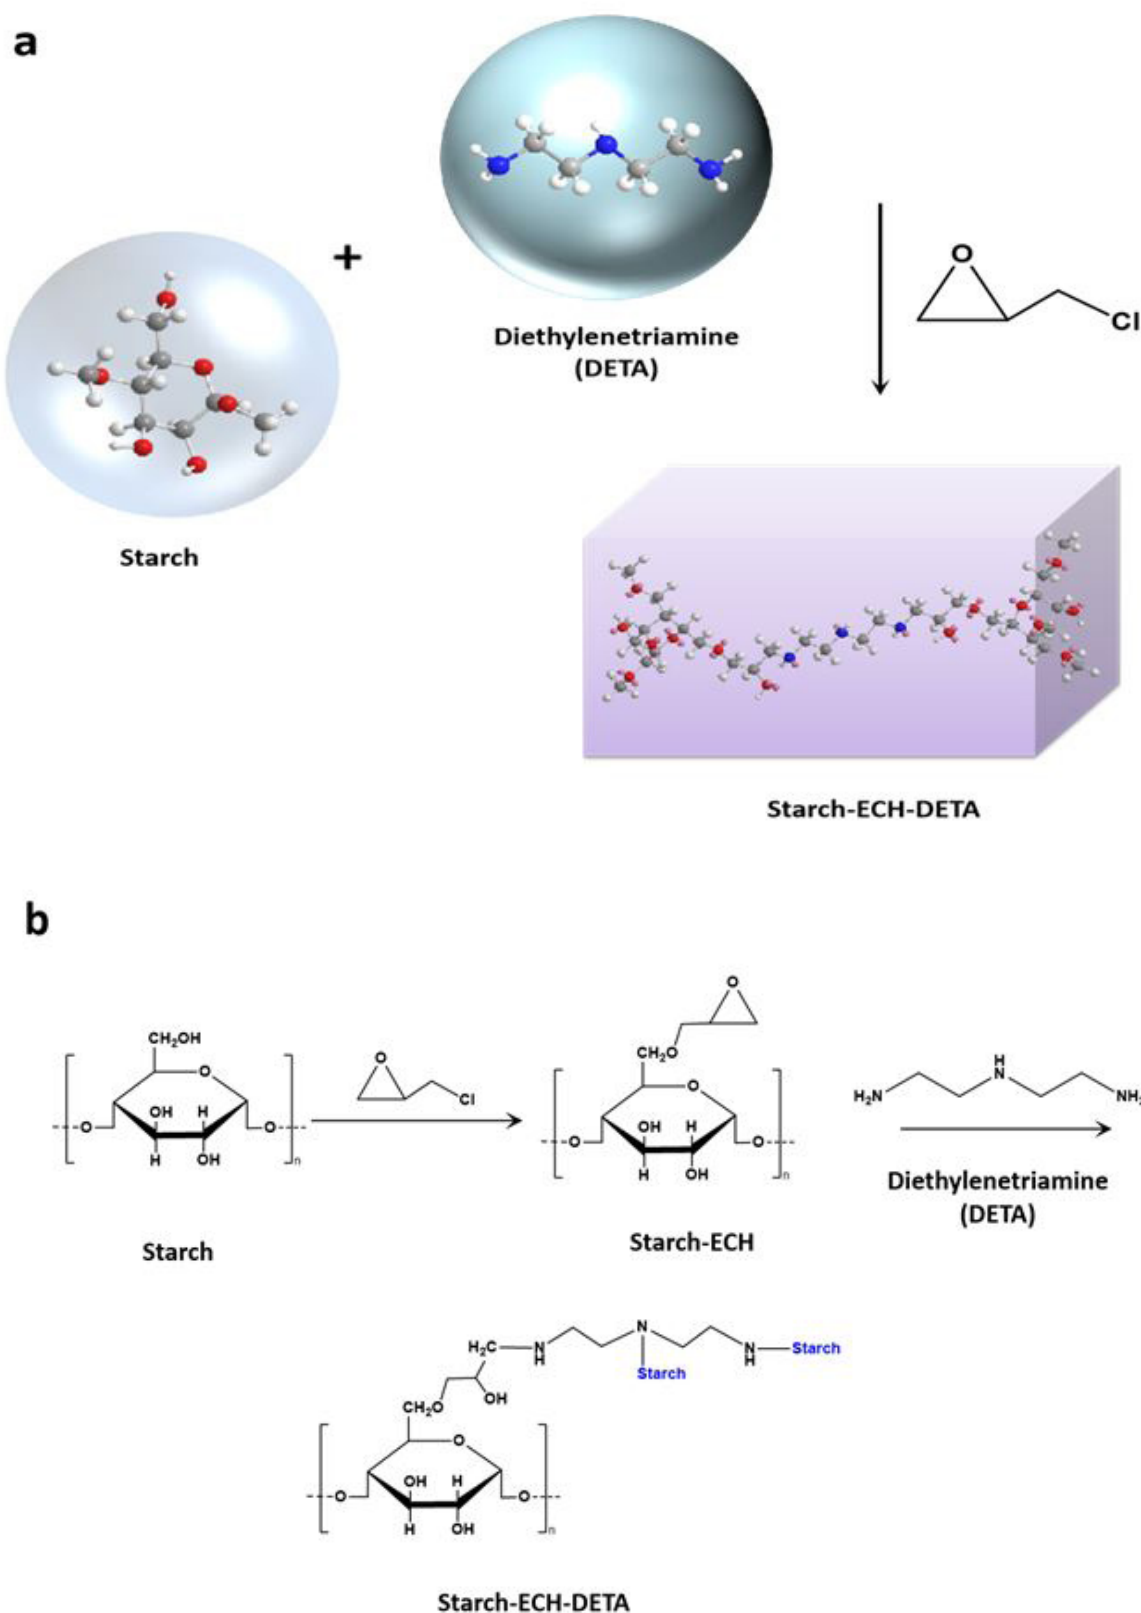 a
+
Diethylenetriamine
(DETA)
Starch
O
Cl
Starch-ECH-DETA
b
CH₂OH
O
OH H
O
O
H OH
n
Starch
O
Cl
O
CH₂O
O
OH H
O
O
H OH
n
Starch-ECH
H
N
H₂N
NH₂
Diethylenetriamine
(DETA)
H₂C
N
H
N
N
H
Starch
Starch
OH
CH₂O
O
OH H
O
O
H OH
n
Starch-ECH-DETA